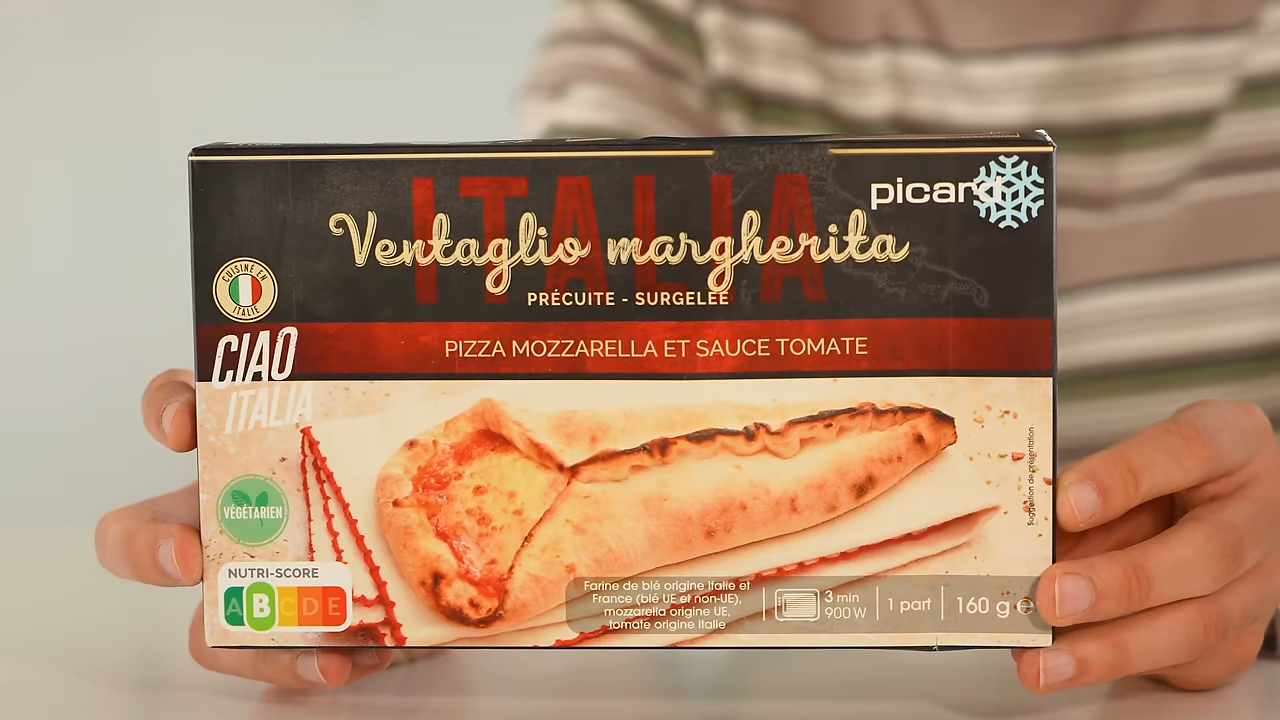 ITALIA
picard
Ventaglio margherita
PRÉCUITE - SURGELÉE
CUISINÉ EN
ITALIE
CIAO
ITALIA
PIZZA MOZZARELLA ET SAUCE TOMATE
Suggestion de présentation
VÉGÉTARIEN
NUTRI-SCORE
A B C D E
Farine de blé origine Italie et
France (blé UE et non-UE),
mozzarella origine UE,
tomate origine Italie
3 min
900 W
1 part
160 g e